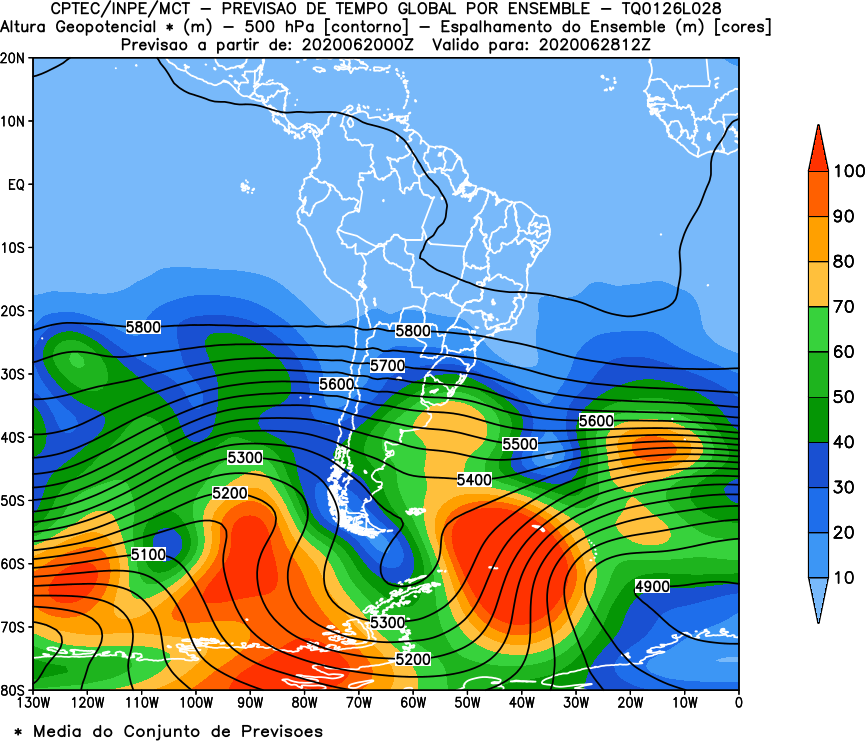 CPTEC/INPE/MCT – PREVISAO DE TEMPO GLOBAL POR ENSEMBLE – TQ0126L028
Altura Geopotencial * (m) – 500 hPa [contorno] – Espalhamento do Ensemble (m) [cores]
Previsao a partir de: 2020062000Z Valido para: 2020062812Z
20N
10N
EQ
10S
20S
30S
40S
50S
60S
70S
80S
5800
5800
5700
5600
5600
5500
5400
5300
5200
5100
4900
5300
5200
130W 120W 110W 100W 90W 80W 70W 60W 50W 40W 30W 20W 10W 0
100
90
80
70
60
50
40
30
20
10
* Media do Conjunto de Previsoes